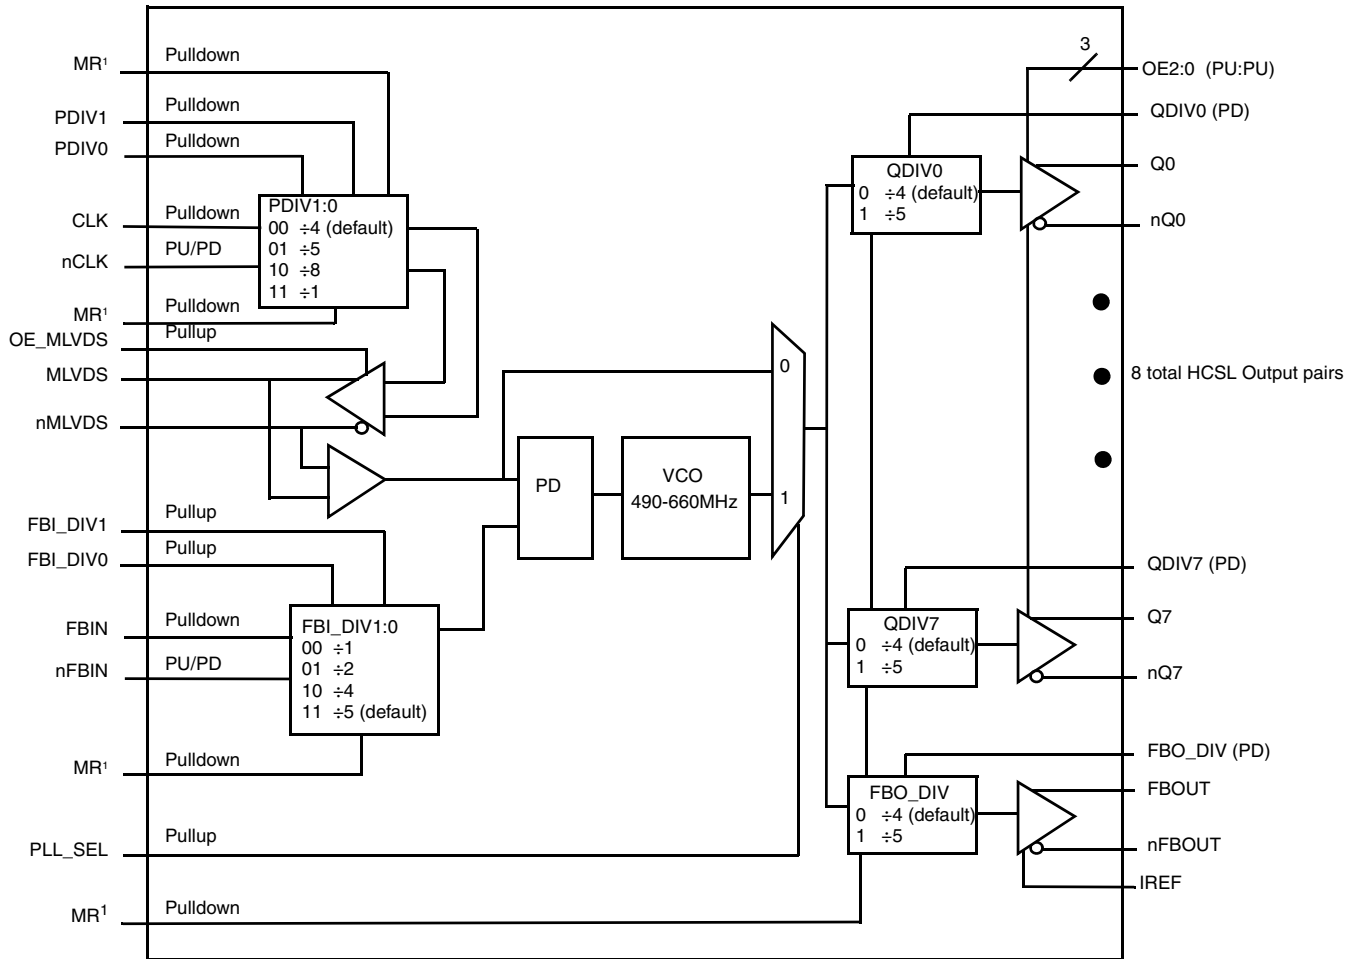 MR¹ Pulldown
PDIV1 Pulldown
PDIV0 Pulldown
CLK Pulldown
nCLK PU/PD
PDIV1:0
00 ÷4 (default)
01 ÷5
10 ÷8
11 ÷1
MR¹ Pulldown
OE_MLVDS Pullup
MLVDS
nMLVDS
FBI_DIV1 Pullup
FBI_DIV0 Pullup
FBIN Pulldown
nFBIN PU/PD
FBI_DIV1:0
00 ÷1
01 ÷2
10 ÷4
11 ÷5 (default)
MR¹ Pulldown
PLL_SEL Pullup
MR¹ Pulldown
PD
VCO
490-660MHz
0
1
3
OE2:0 (PU:PU)
QDIV0 (PD)
QDIV0
0 ÷4 (default)
1 ÷5
Q0
nQ0
8 total HCSL Output pairs
QDIV7 (PD)
QDIV7
0 ÷4 (default)
1 ÷5
Q7
nQ7
FBO_DIV (PD)
FBO_DIV
0 ÷4 (default)
1 ÷5
FBOUT
nFBOUT
IREF